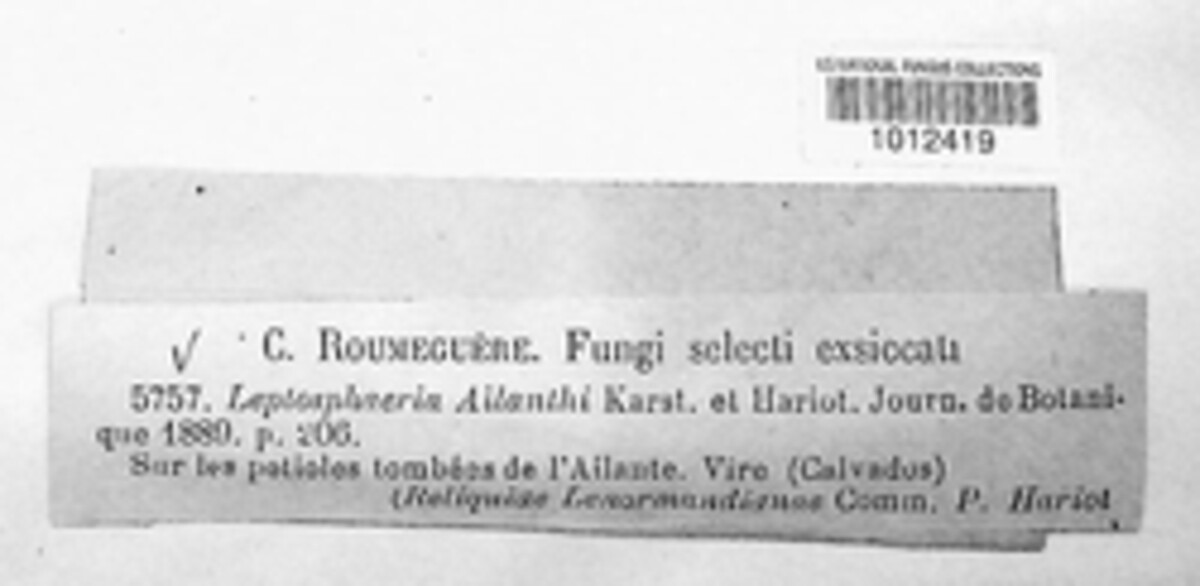 US NATIONAL FUNGUS COLLECTIONS
1012419
C. ROUMEGUÈRE. Fungi selecti exsiccati
5757. Leptosphaeria Ailanthi Karst. et Hariot. Journ. de Botani-
que 1889. p. 206.
Sur les petioles tombées de l'Ailante. Vire (Calvados)
(Reliquiae Lenormandianae Comm. P. Hariot